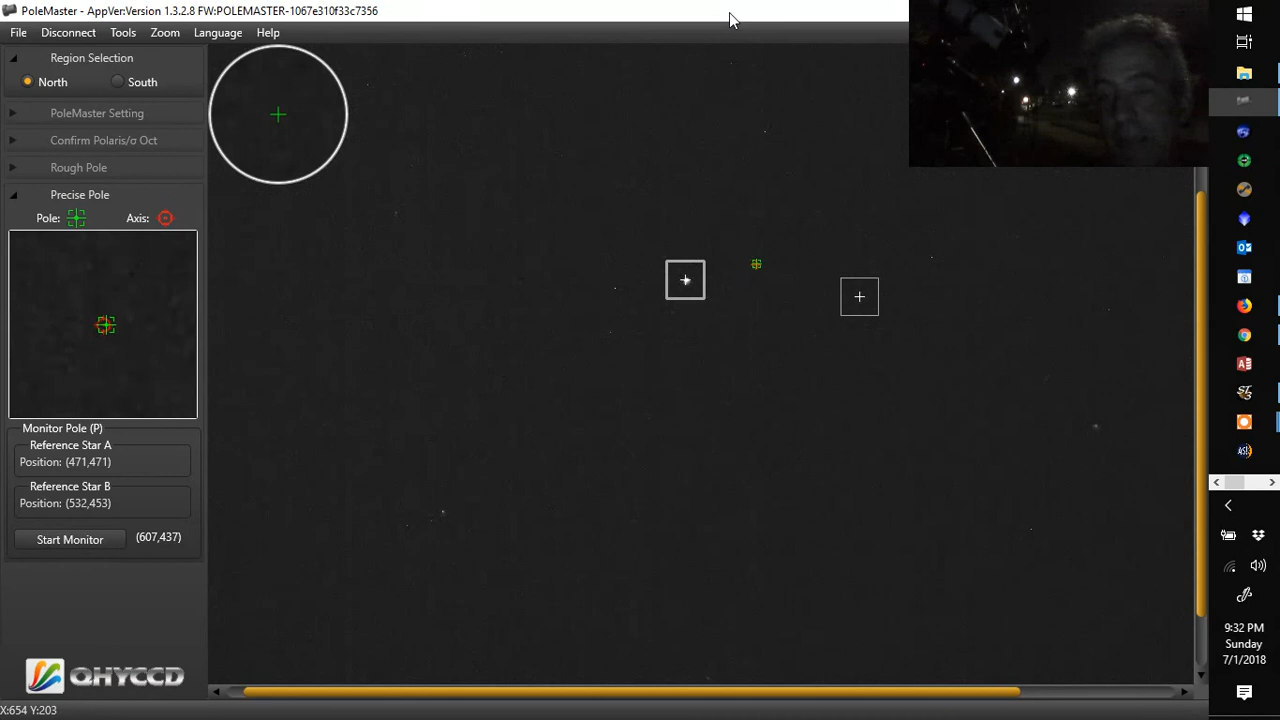 PoleMaster - AppVer:Version 1.3.2.8 FW:POLEMASTER-1067e310f33c7356
File Disconnect Tools Zoom Language Help
Region Selection
North South
PoleMaster Setting
Confirm Polaris/σ Oct
Rough Pole
Precise Pole
Pole: Axis:
Monitor Pole (P)
Reference Star A
Position: (471,471)
Reference Star B
Position: (532,453)
Start Monitor (607,437)
QHYCCD
X:654 Y:203
9:32 PM
Sunday
7/1/2018